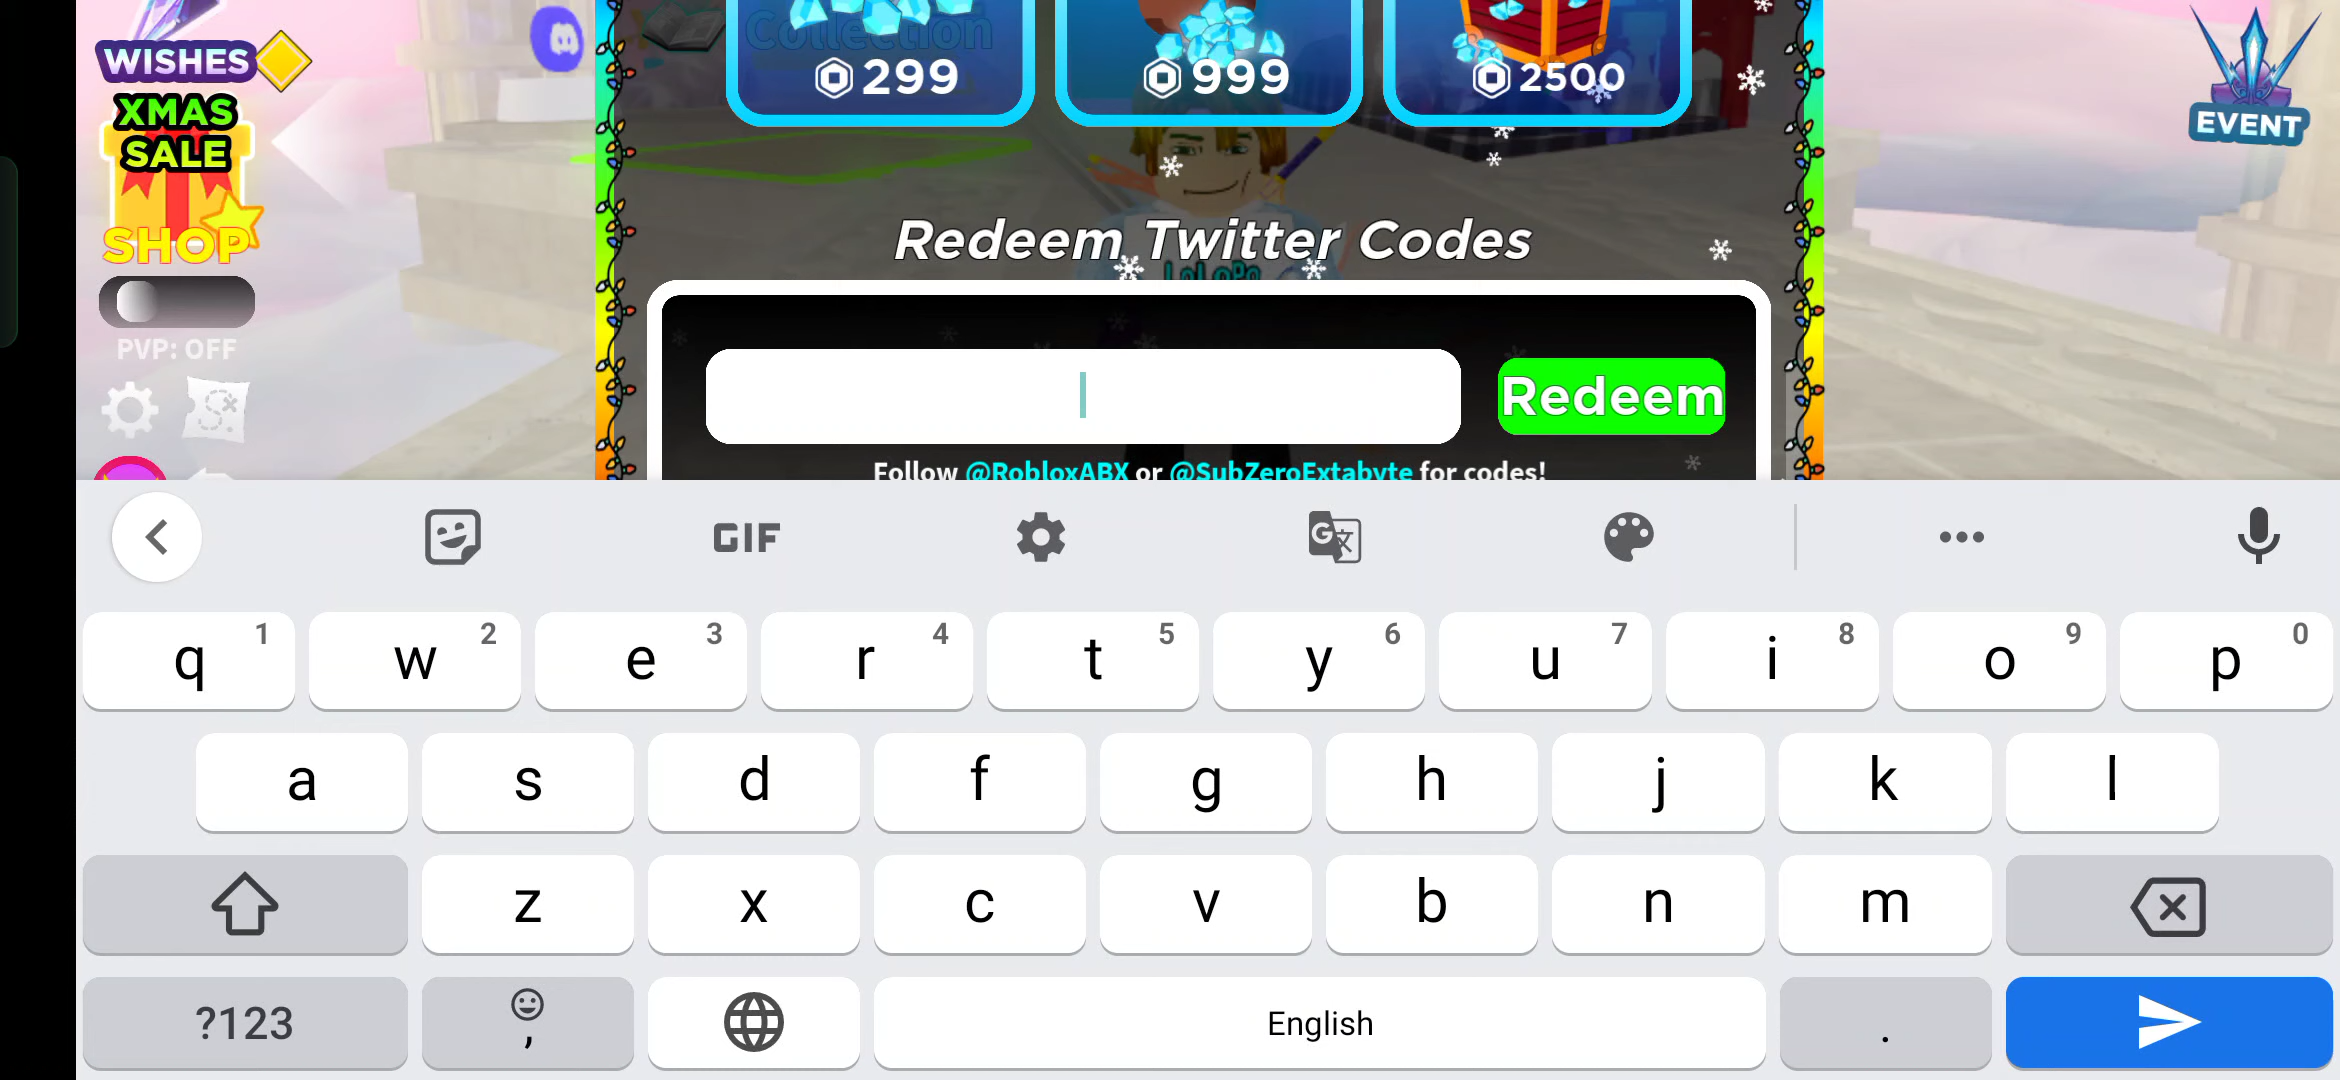 WISHES
XMAS
SALE
SHOP
PVP: OFF
Collection
299
999
2500
EVENT
Redeem Twitter Codes
Redeem
Follow @RobloxABX or @SubZeroExtabyte for codes!
GIF
G 文
q 1 w 2 e 3 r 4 t 5 y 6 u 7 i 8 o 9 p 0
a s d f g h j k l
z x c v b n m
?123 , English .